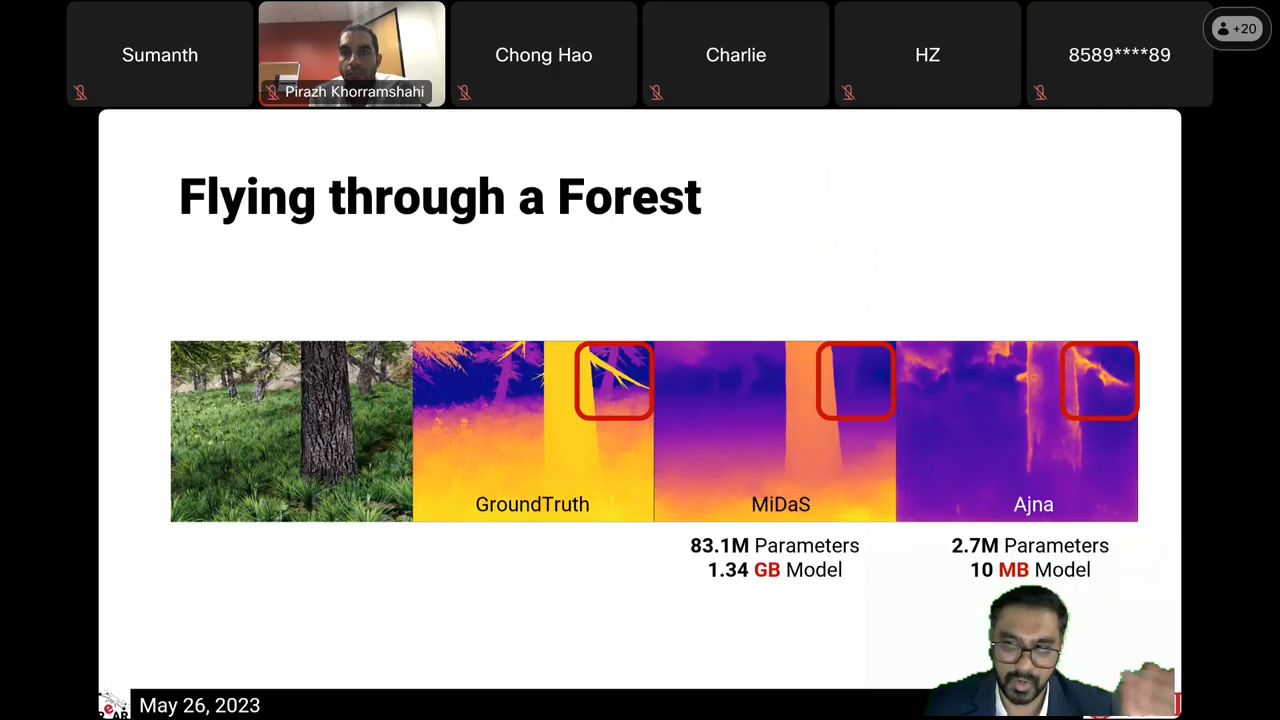 Sumanth
Pirazh Khorramshahi
Chong Hao
Charlie
HZ
8589****89
+20
Flying through a Forest
GroundTruth
MiDaS
Ajna
83.1M Parameters
1.34 GB Model
2.7M Parameters
10 MB Model
May 26, 2023